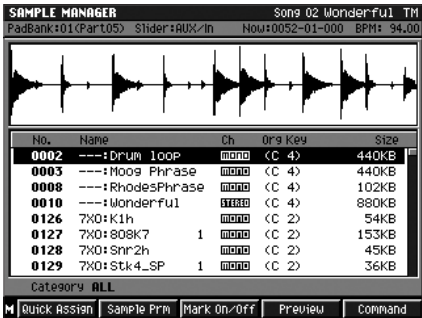 SAMPLE MANAGER Song 02 Wonderful TM
PadBank:01(Part05) Slider:AUX/In Now:0052-01-000 BPM: 94.00
No. Name Ch Org Key Size
0002 ---:Drum loop mono (C 4) 440KB
0003 ---:Moog Phrase mono (C 4) 440KB
0008 ---:RhodesPhrase mono (C 4) 102KB
0010 ---:Wonderful STEREO (C 4) 880KB
0126 7X0:K1h mono (C 2) 54KB
0127 7X0:808K7 1 mono (C 2) 153KB
0128 7X0:Snr2h mono (C 2) 45KB
0129 7X0:Stk4_SP 1 mono (C 2) 36KB
Category ALL
M Quick Assign Sample Prm Mark On/Off Preview Command